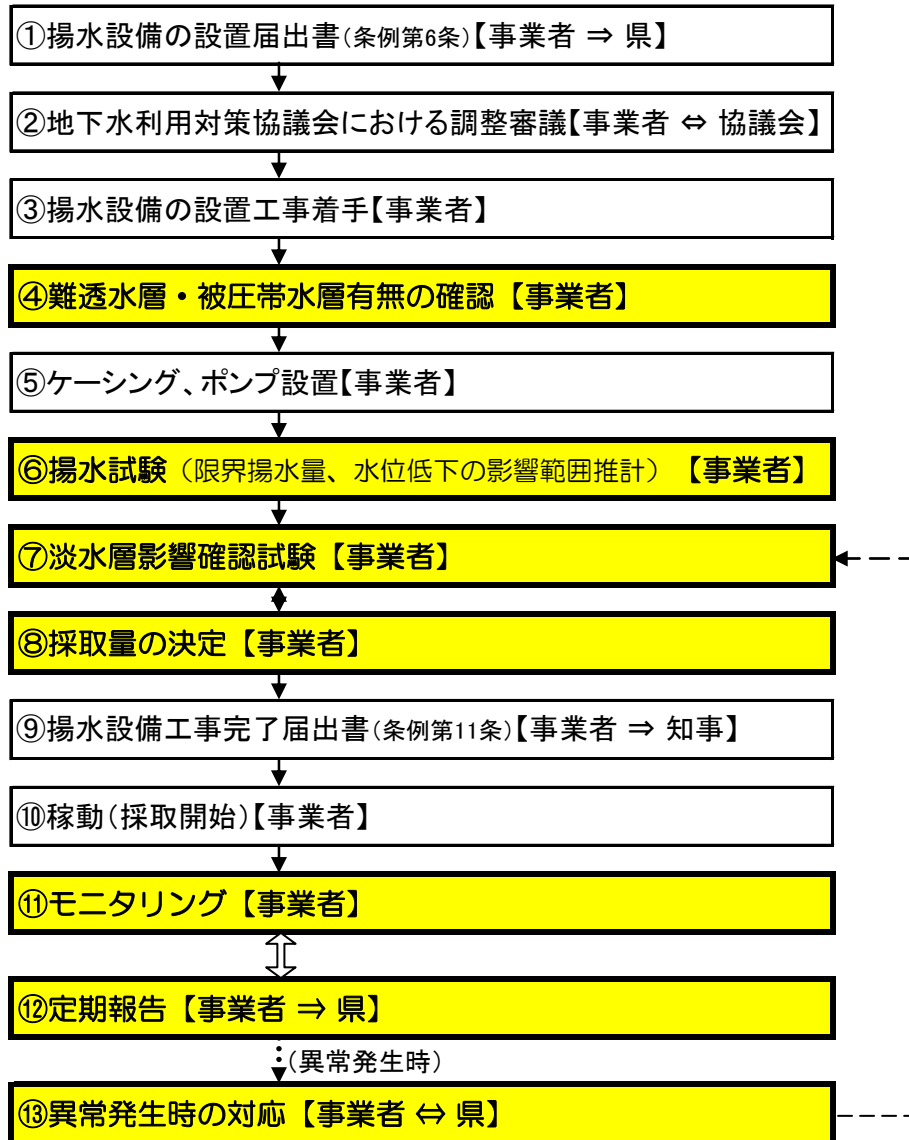 ①揚水設備の設置届出書(条例第6条)【事業者 ⇒ 県】
②地下水利用対策協議会における調整審議【事業者 ⇔ 協議会】
③揚水設備の設置工事着手【事業者】
④難透水層・被圧帯水層有無の確認【事業者】
⑤ケーシング、ポンプ設置【事業者】
⑥揚水試験(限界揚水量、水位低下の影響範囲推計)【事業者】
⑦淡水層影響確認試験【事業者】
⑧採取量の決定【事業者】
⑨揚水設備工事完了届出書(条例第11条)【事業者 ⇒ 知事】
⑩稼動(採取開始)【事業者】
⑪モニタリング【事業者】
⑫定期報告【事業者 ⇒ 県】
(異常発生時)
⑬異常発生時の対応【事業者 ⇔ 県】